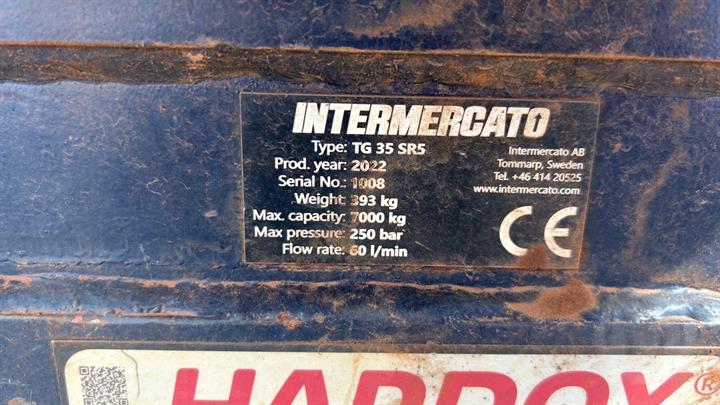 INTERMERCATO
Type: TG 35 SR5
Prod. year: 2022
Serial No.: 1008
Weight: 393 kg
Max. capacity: 7000 kg
Max pressure: 250 bar
Flow rate: 60 l/min
Intermercato AB
Tommarp, Sweden
Tel. +46 414 20525
www.intermercato.com
CE
HARDOX®